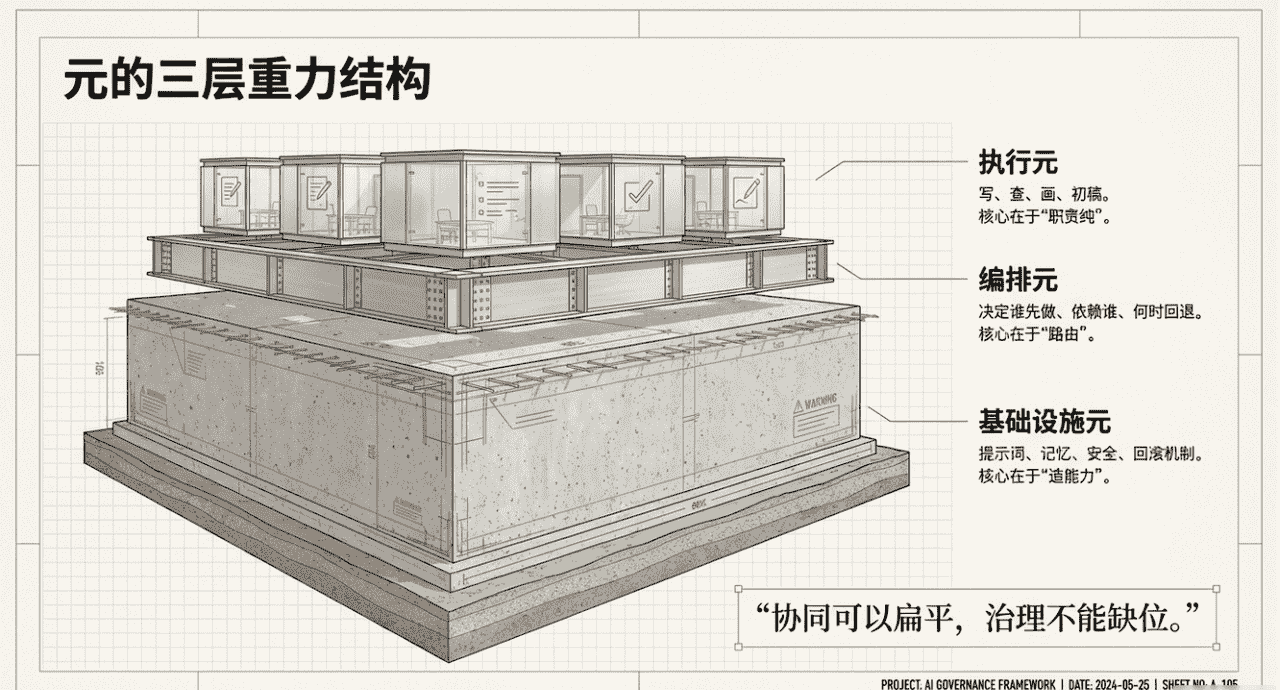 元的三层重力结构
执行元
写、查、画、初稿。
核心在于“职责纯”。
编排元
决定谁先做、依赖谁、何时回退。
核心在于“路由”。
WARNING
基础设施元
提示词、记忆、安全、回滚机制。
核心在于“造能力”。
“协同可以扁平，治理不能缺位。”
PROJECT: AI GOVERNANCE FRAMEWORK | DATE: 2024-05-25 | SHEET NO: A-105